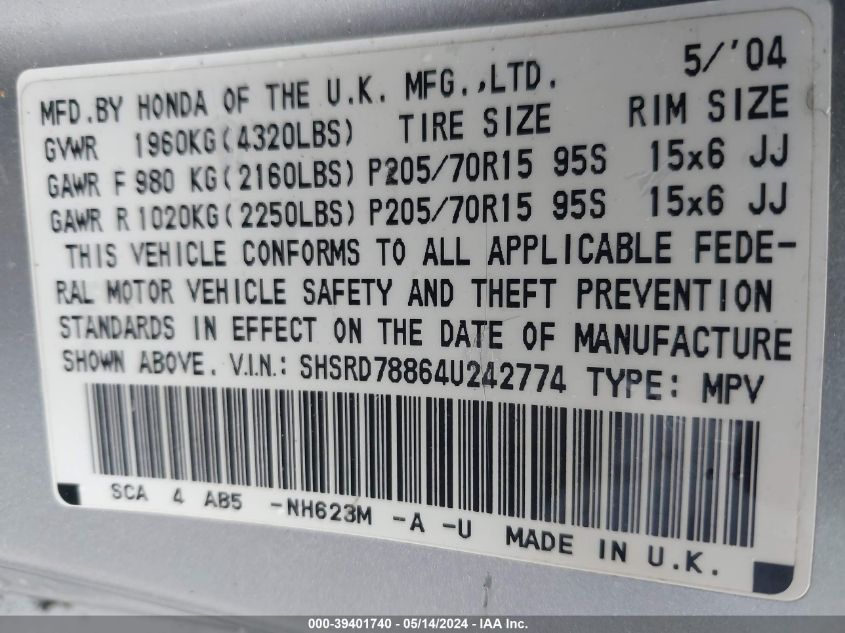 MFD.BY HONDA OF THE U.K. MFG.,LTD. 5/'04
GVWR 1960KG(4320LBS) TIRE SIZE RIM SIZE
GAWR F 980 KG(2160LBS) P205/70R15 95S 15x6 JJ
GAWR R 1020KG(2250LBS) P205/70R15 95S 15x6 JJ
THIS VEHICLE CONFORMS TO ALL APPLICABLE FEDE-
RAL MOTOR VEHICLE SAFETY AND THEFT PREVENTION
STANDARDS IN EFFECT ON THE DATE OF MANUFACTURE
SHOWN ABOVE. V.I.N.: SHSRD78864U242774 TYPE: MPV
SCA 4 AB5 -NH623M -A -U MADE IN U.K.
000-39401740 - 05/14/2024 - IAAI Inc.